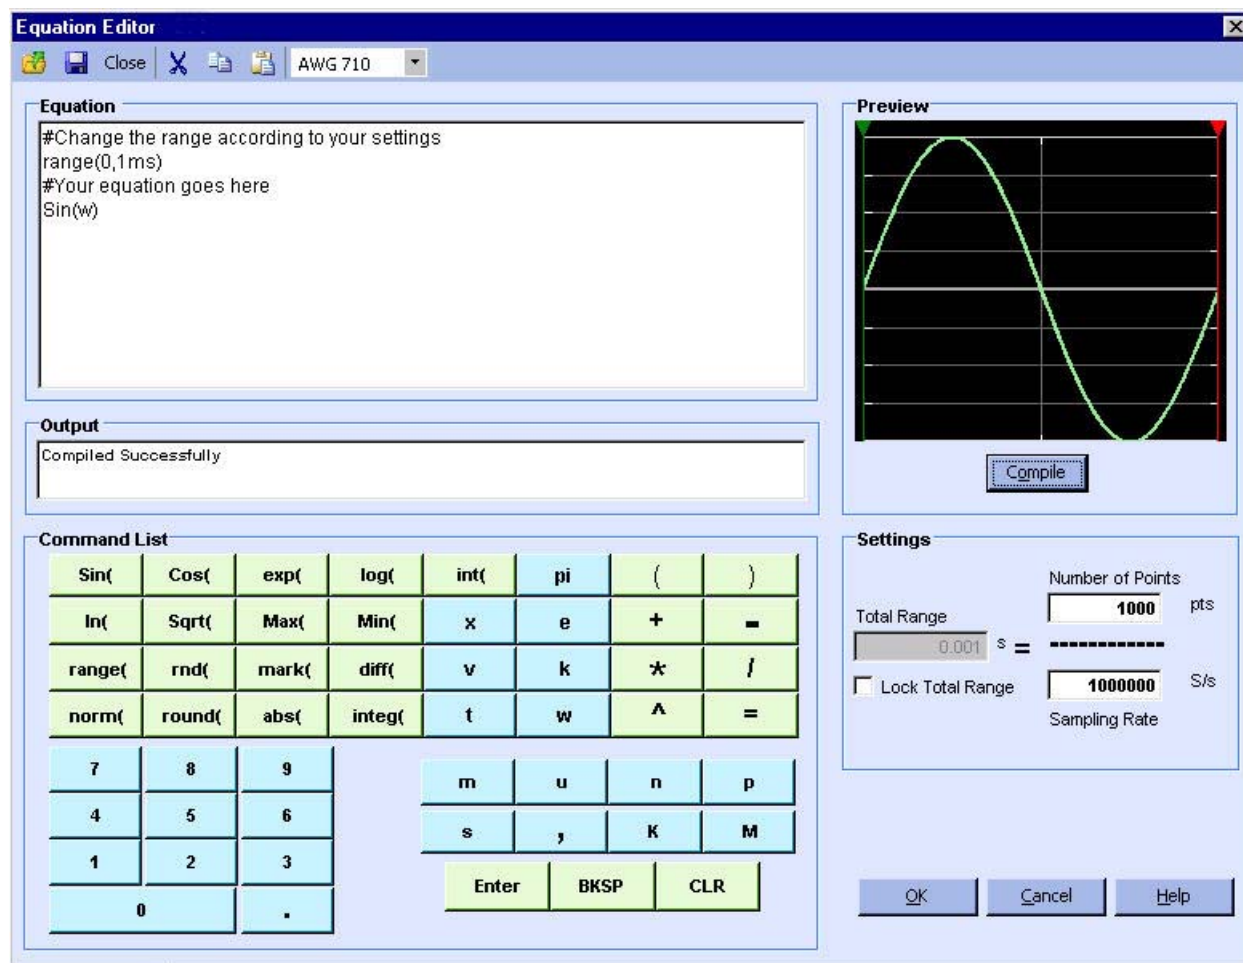 Equation Editor
Close AWG 710
Equation
#Change the range according to your settings
range(0,1ms)
#Your equation goes here
Sin(w)
Preview
Compile
Output
Compiled Successfully
Command List
Sin( Cos( exp( log( int( pi ( )
ln( Sqrt( Max( Min( x e + -
range( rnd( mark( diff( v k * /
norm( round( abs( integ( t w ^ =
7 8 9
4 5 6
1 2 3
0 .
m u n p
s , K M
Enter BKSP CLR
Settings
Number of Points
1000 pts
Total Range
0.001 s = ------------
Lock Total Range 1000000 S/s
Sampling Rate
OK Cancel Help